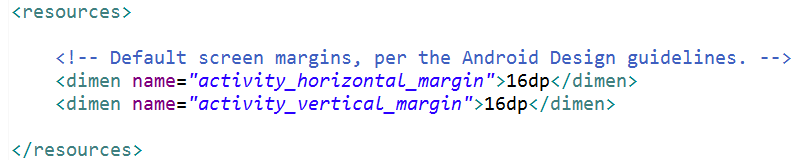 <resources>
<!-- Default screen margins, per the Android Design guidelines. -->
<dimen name="activity_horizontal_margin">16dp</dimen>
<dimen name="activity_vertical_margin">16dp</dimen>
</resources>